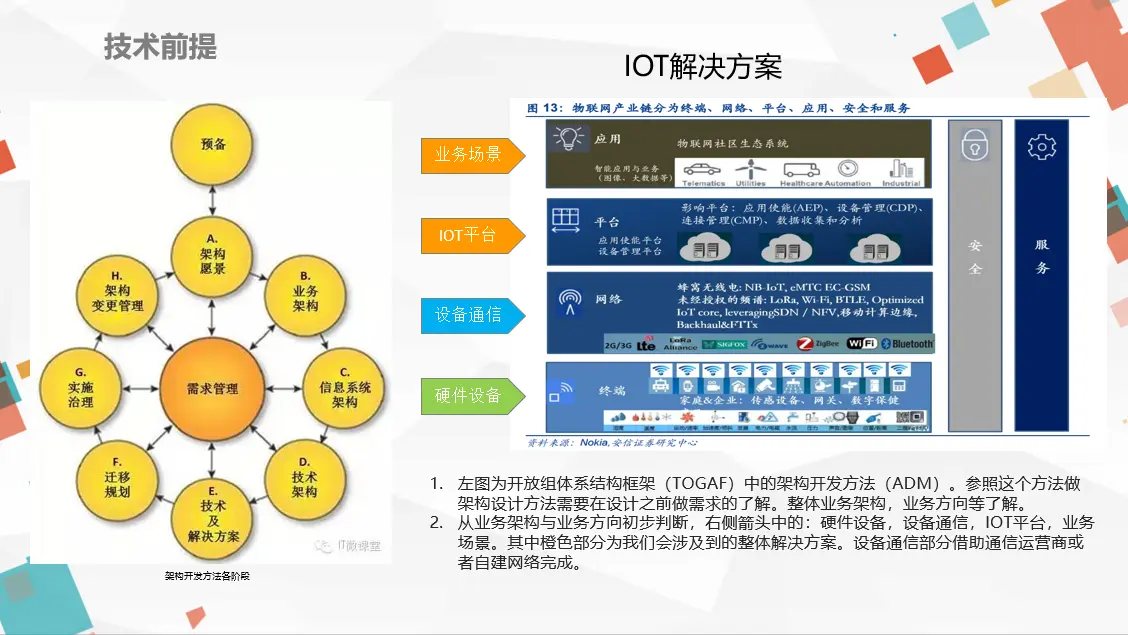 技术前提
IOT解决方案
预备
A.
架构
愿景
B.
业务
架构
C.
信息系统
架构
D.
技术
架构
E.
技术
及
解决方案
F.
迁移
规划
G.
实施
治理
H.
架构
变更管理
需求管理
IT微课室
架构开发方法各阶段
业务场景
IOT平台
设备通信
硬件设备
图 13：物联网产业链分为终端、网络、平台、应用、安全和服务
应用
智能应用与业务
（图像、大数据等）
物联网社区生态系统
Telematics Utilities Healthcare Automation Industrial
平台
应用使能平台
设备管理平台
影响平台：应用使能(AEP)、设备管理(CDP)、
连接管理(CMP)、数据收集和分析
网络
蜂窝无线电: NB-IoT, eMTC EC-GSM
未经授权的频谱: LoRa, Wi-Fi, BTLE, Optimized
IoT core, leveragingSDN / NFV,移动计算边缘,
Backhaul&FTTx
2G/3G Lte LoRa Alliance SIGFOX WAVE ZigBee WiFi Bluetooth
终端
家庭&企业：传感设备、网关、数字保健
安全
服务
资料来源：Nokia,安信证券研究中心
1. 左图为开放组体系结构框架（TOGAF）中的架构开发方法（ADM）。参照这个方法做
架构设计方法需要在设计之前做需求的了解。整体业务架构，业务方向等了解。
2. 从业务架构与业务方向初步判断，右侧箭头中的：硬件设备，设备通信，IOT平台，业务
场景。其中橙色部分为我们会涉及到的整体解决方案。设备通信部分借助通信运营商或
者自建网络完成。